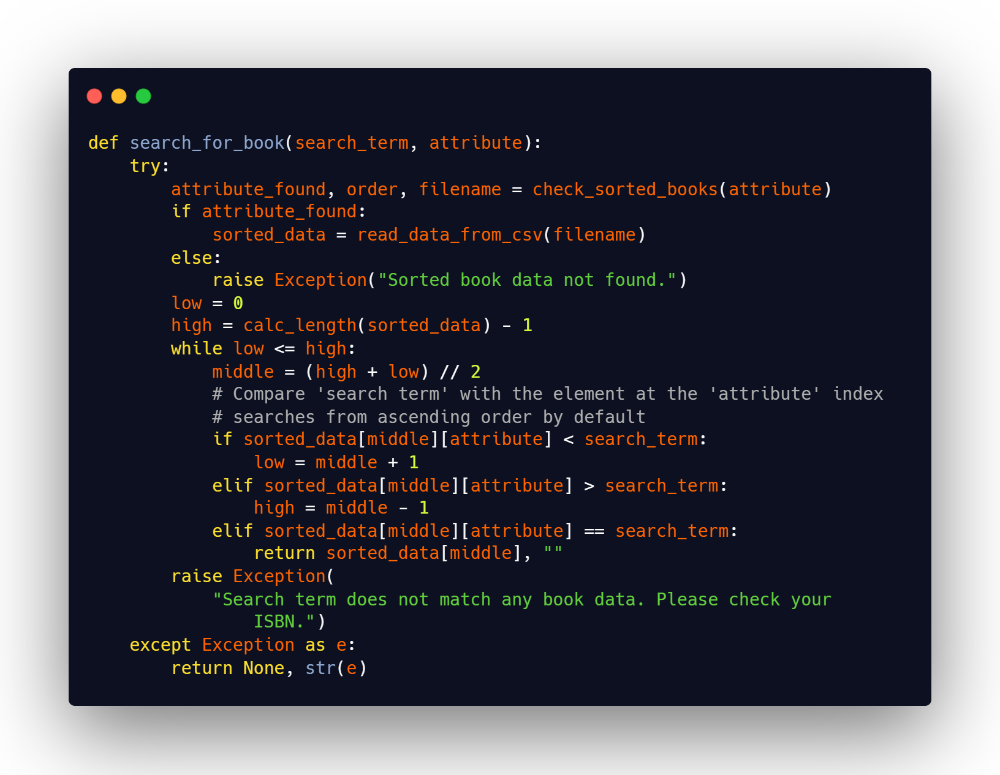 def search_for_book(search_term, attribute):
    try:
        attribute_found, order, filename = check_sorted_books(attribute)
        if attribute_found:
            sorted_data = read_data_from_csv(filename)
        else:
            raise Exception("Sorted book data not found.")
        low = 0
        high = calc_length(sorted_data) - 1
        while low <= high:
            middle = (high + low) // 2
            # Compare 'search term' with the element at the 'attribute' index
            # searches from ascending order by default
            if sorted_data[middle][attribute] < search_term:
                low = middle + 1
            elif sorted_data[middle][attribute] > search_term:
                high = middle - 1
            elif sorted_data[middle][attribute] == search_term:
                return sorted_data[middle], ""
        raise Exception(
            "Search term does not match any book data. Please check your
                ISBN.")
    except Exception as e:
        return None, str(e)